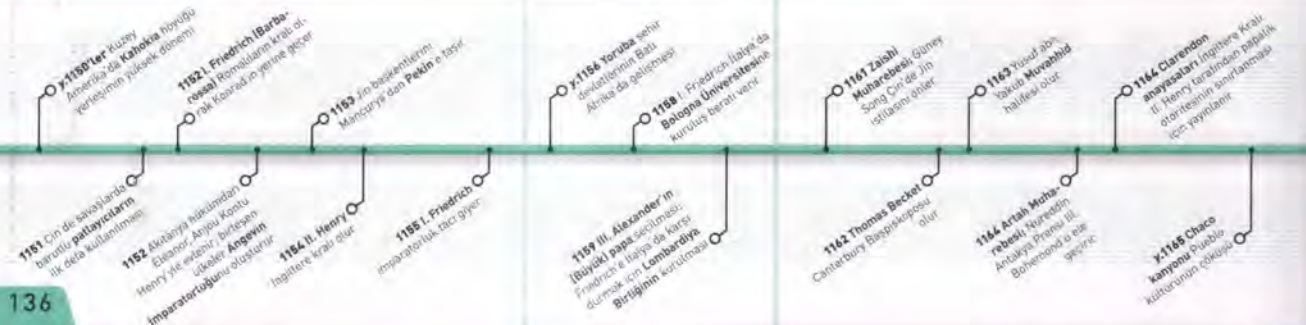 y.1150'ler Kuzey
Amerika'da Kahokia höyüğü
yerleşimin yüksek dönemi
1152 I. Friedrich (Barba-
rossa) Romalıların kralı ol-
rak Konrad'ın yerine geçer
1153 Jin başkentlerini
Mançurya'dan Pekin'e taşır
y.1156 Yoruba şehir
devletlerinin Batı
Afrika'da gelişmesi
1158 I. Friedrich İtalya'da
Bologna Üniversitesine
kuruluş beratı verir
1161 Zaishi
Muharebesi; Güney
Song Çin'de Jin
istilasını önler
1163 Yusuf abn
Yakub Muvahhid
halifesi olur
1164 Clarendon
anayasaları İngiltere Kralı
II. Henry tarafından papalık
otoritesinin sınırlanması
için yayınlanır
1151 Çin'de savaşlarda
barutlu patlayıcıların
ilk defa kullanılması
1152 Akitanya hükümdarı
Eleanor, Anjou Kontu
Henry'yle evlenir; birleşen
ülkeler Angevin
İmparatorluğunu oluşturur
1154 II. Henry
İngiltere kralı olur
1155 I. Friedrich
imparatorluk tacı giyer
1159 III. Alexander'ın
(Büyük) papa seçilmesi;
Friedrich'e İtalya'da karşı
durmak için Lombardiya
Birliğinin kurulması
1162 Thomas Becket
Canterbury Başpiskoposu
olur
1164 Artah Muha-
rebesi; Nureddin
Antakya Prensi III.
Bohemond'u ele
geçirir
y.1165 Chaco
kanyonu Pueblo
kültürünün çöküşü
136